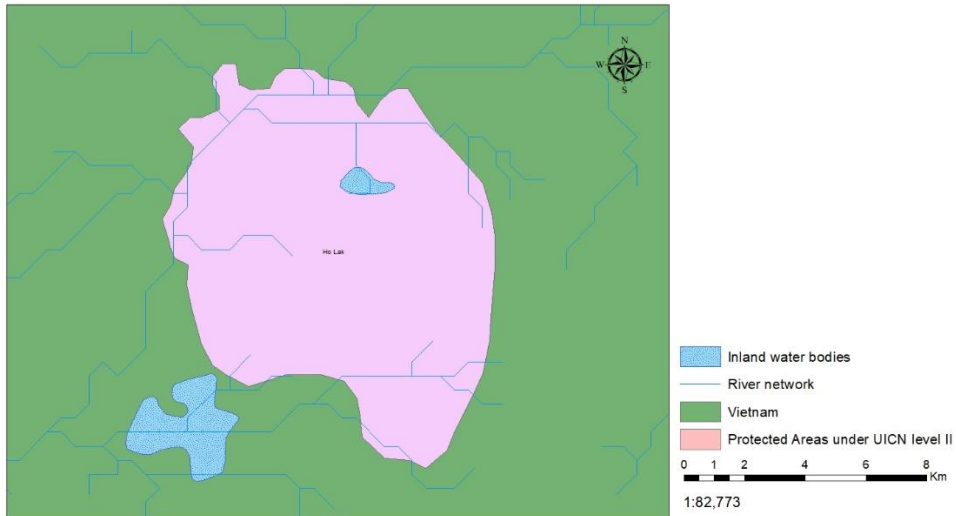 N
W E
S
Ho Lak
Inland water bodies
River network
Vietnam
Protected Areas under UICN level II
0 1 2 4 6 8
Km
1:82,773